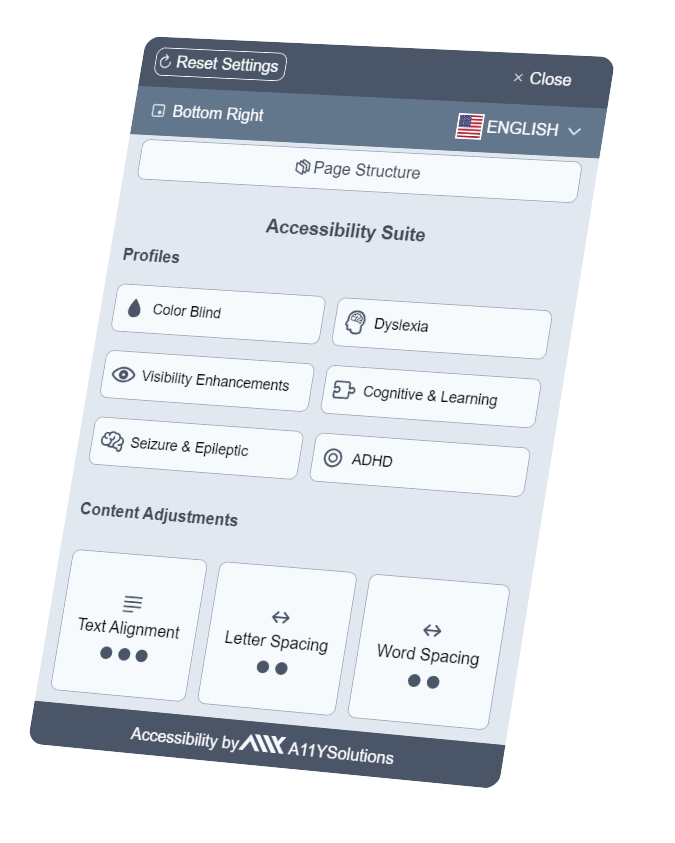 Reset Settings
× Close
Bottom Right
ENGLISH
Page Structure
Accessibility Suite
Profiles
Color Blind
Dyslexia
Visibility Enhancements
Cognitive & Learning
Seizure & Epileptic
ADHD
Content Adjustments
Text Alignment
Letter Spacing
Word Spacing
Accessibility by A11YSolutions